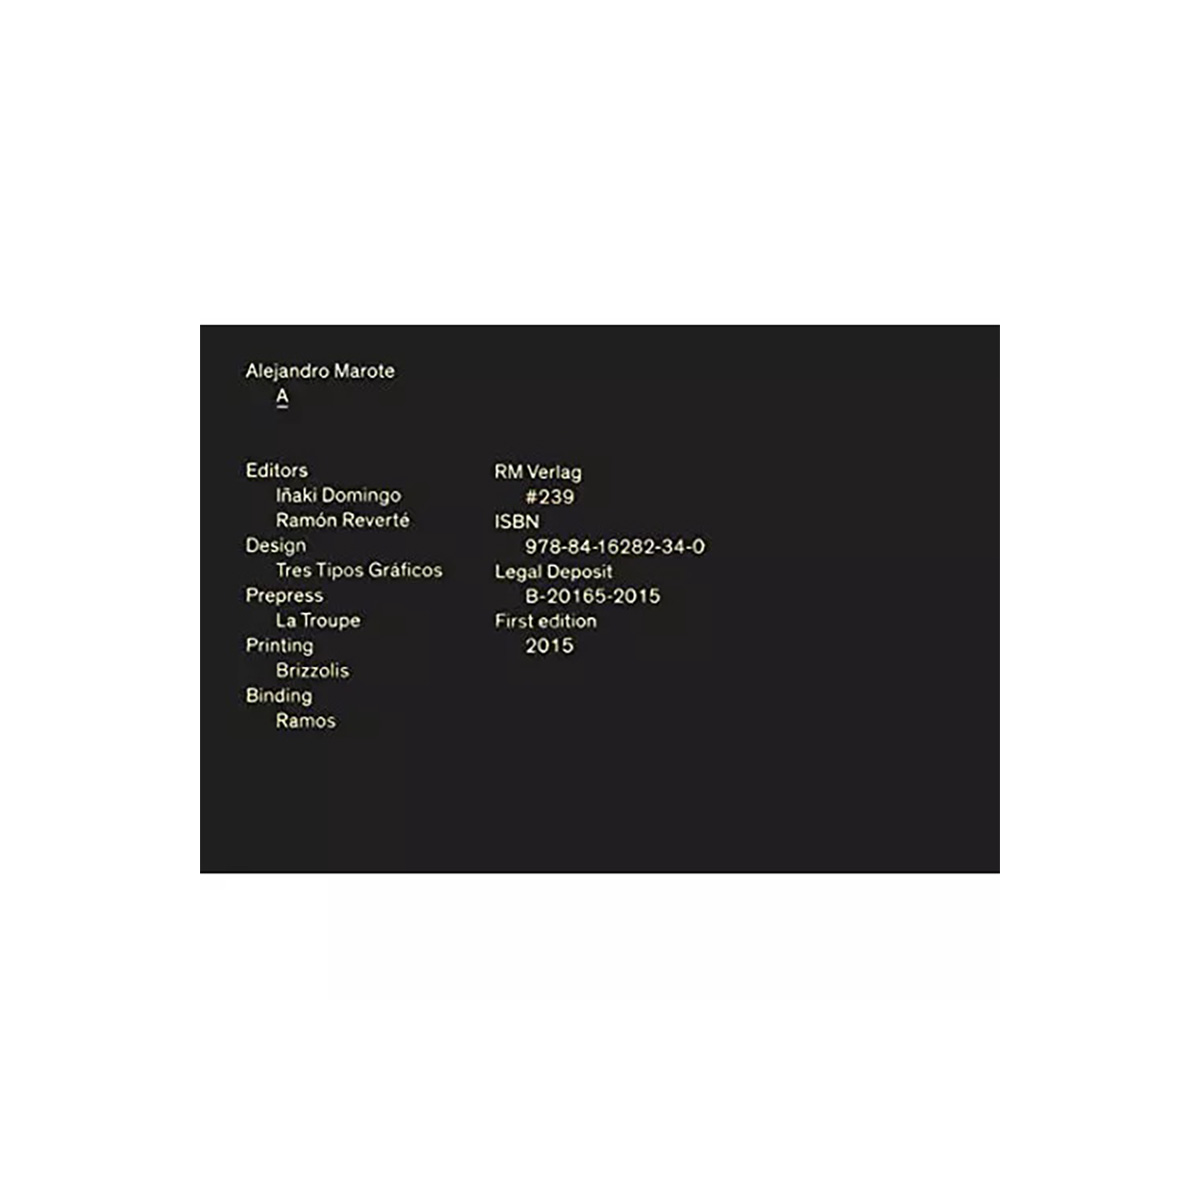 Alejandro Marote
A
Editors
Iñaki Domingo
Ramón Reverté
Design
Tres Tipos Gráficos
Prepress
La Troupe
Printing
Brizzolis
Binding
Ramos
RM Verlag
#239
ISBN
978-84-16282-34-0
Legal Deposit
B-20165-2015
First edition
2015